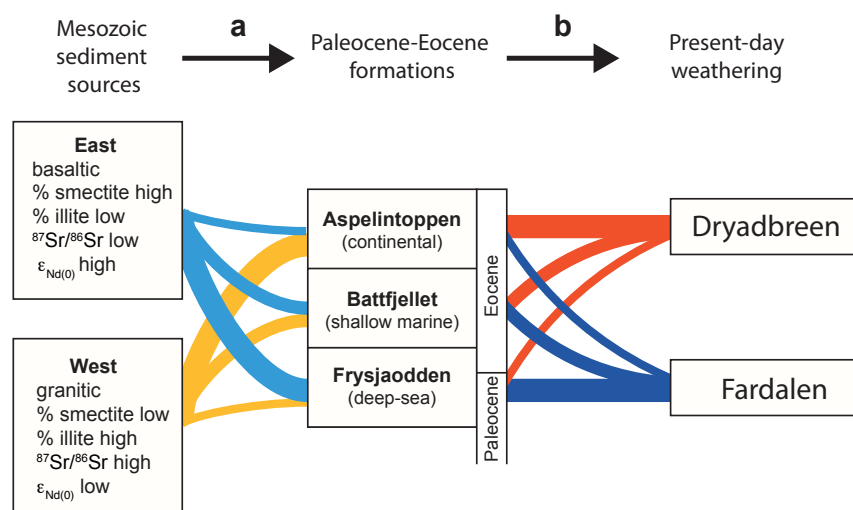 Mesozoic
sediment
sources
a
Paleocene-Eocene
formations
b
Present-day
weathering
East
basaltic
% smectite high
% illite low
⁸⁷Sr/⁸⁶Sr low
εNd(0) high
West
granitic
% smectite low
% illite high
⁸⁷Sr/⁸⁶Sr high
εNd(0) low
Aspelintoppen
(continental)
Battfjellet
(shallow marine)
Frysjaodden
(deep-sea)
Eocene
Paleocene
Dryadbreen
Fardalen